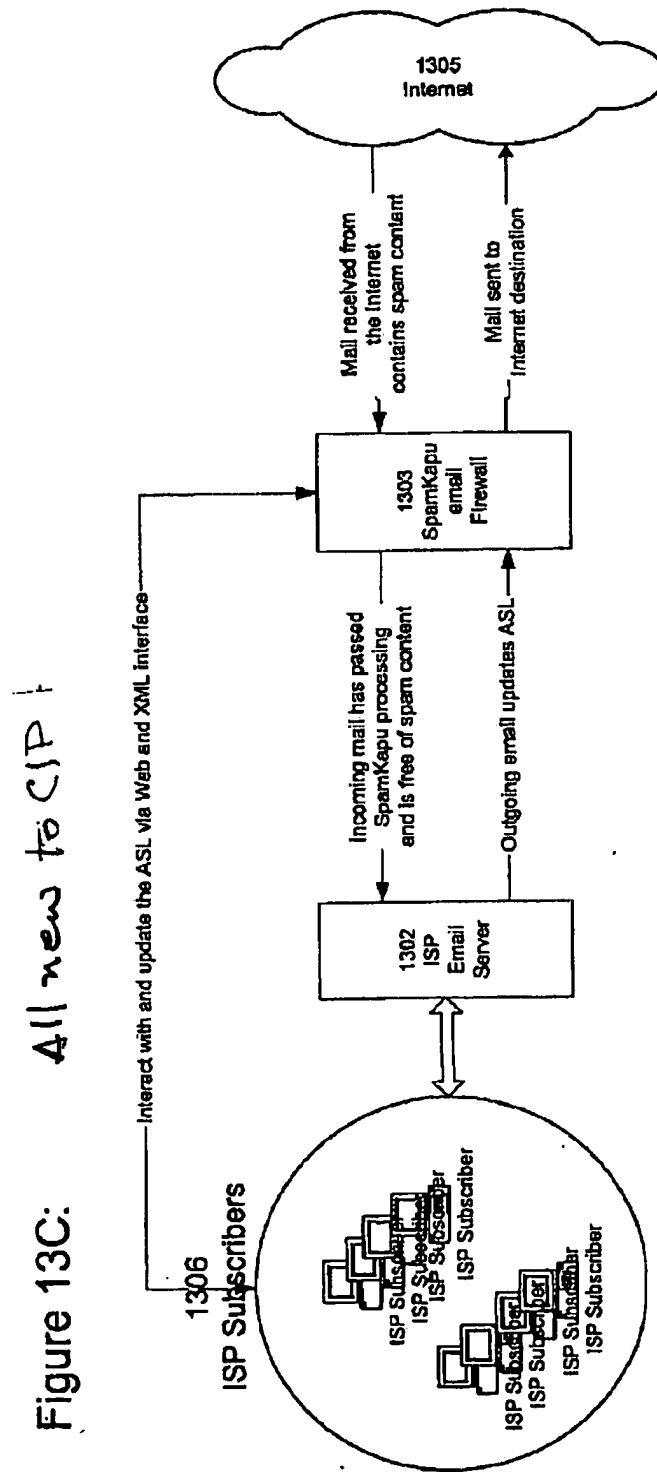 Figure 13C:
All new to CIP
Interact with and update the ASL via Web and XML interface
1306
ISP Subscribers
ISP Subscriber
ISP Subscriber
ISP Subscriber
ISP Subscriber
ISP Subscriber
ISP Subscriber
ISP Subscriber
ISP Subscriber
1302
ISP
Email
Server
Incoming mail has passed
SpamKapu processing
and is free of spam content
Outgoing email updates ASL
1303
SpamKapu
email
Firewall
Mail received from
the Internet
contains spam content
Mail sent to
Internet destination
1305
Internet